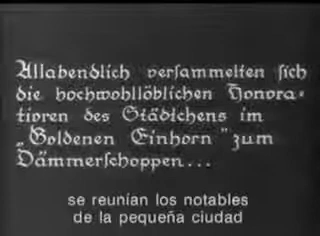 Allabendlich versammelten sich
die hochwohllöblichen Honora-
tioren des Städtchens im
„Goldenen Einhorn" zum
Dämmerschoppen...
se reunían los notables
de la pequeña ciudad